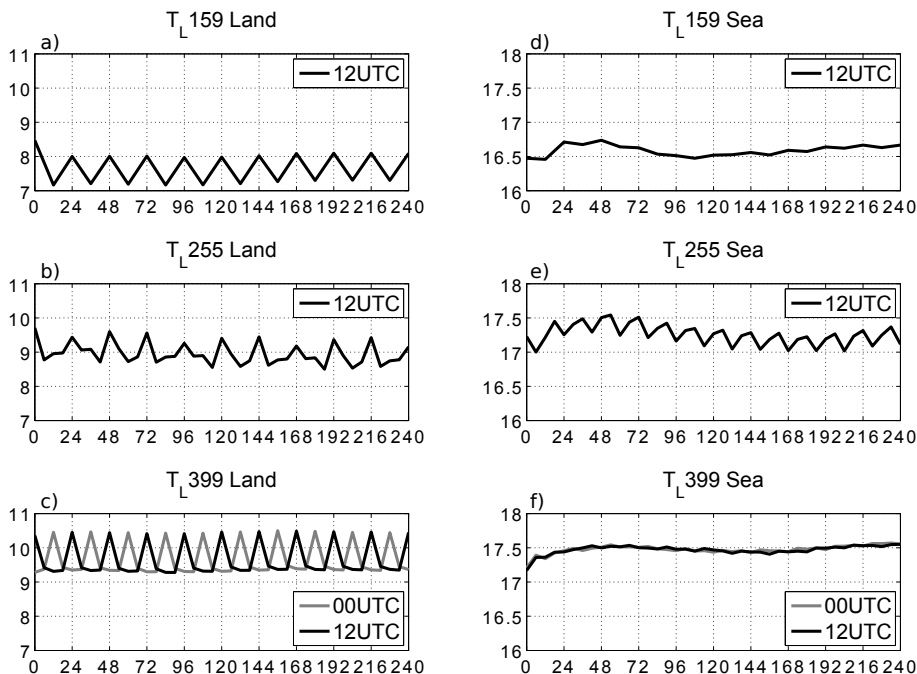 T_L159 Land
a)
11
10
9
8
7
12UTC
0 24 48 72 96 120 144 168 192 216 240
T_L159 Sea
d)
18
17.5
17
16.5
16
12UTC
0 24 48 72 96 120 144 168 192 216 240
T_L255 Land
b)
11
10
9
8
7
12UTC
0 24 48 72 96 120 144 168 192 216 240
T_L255 Sea
e)
18
17.5
17
16.5
16
12UTC
0 24 48 72 96 120 144 168 192 216 240
T_L399 Land
c)
11
10
9
8
7
00UTC
12UTC
0 24 48 72 96 120 144 168 192 216 240
T_L399 Sea
f)
18
17.5
17
16.5
16
00UTC
12UTC
0 24 48 72 96 120 144 168 192 216 240